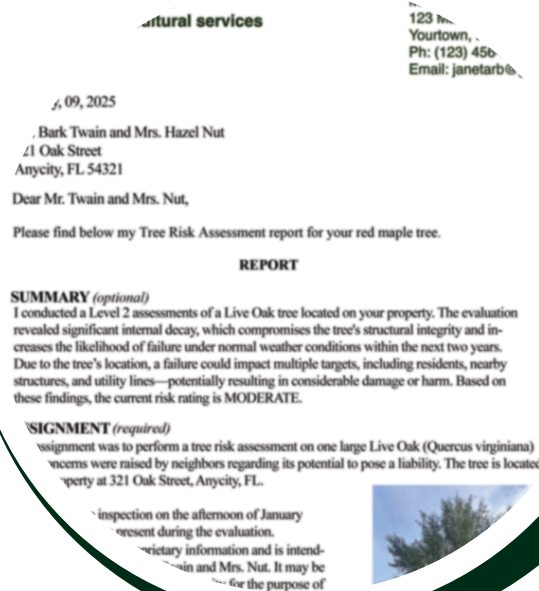 services
123
Yourtown,
Ph: (123) 456
Email: janetarb@
09, 2025
Bark Twain and Mrs. Hazel Nut
21 Oak Street
Anycity, FL 54321
Dear Mr. Twain and Mrs. Nut,
Please find below my Tree Risk Assessment report for your red maple tree.
REPORT
SUMMARY (optional)
I conducted a Level 2 assessments of a Live Oak tree located on your property. The evaluation
revealed significant internal decay, which compromises the tree's structural integrity and in-
creases the likelihood of failure under normal weather conditions within the next two years.
Due to the tree's location, a failure could impact multiple targets, including residents, nearby
structures, and utility lines—potentially resulting in considerable damage or harm. Based on
these findings, the current risk rating is MODERATE.
SIGNMENT (required)
ssignment was to perform a tree risk assessment on one large Live Oak (Quercus virginiana)
ncerns were raised by neighbors regarding its potential to pose a liability. The tree is located
perty at 321 Oak Street, Anycity, FL.
inspection on the afternoon of January
present during the evaluation.
prietary information and is intend-
ain and Mrs. Nut. It may be
for the purpose of